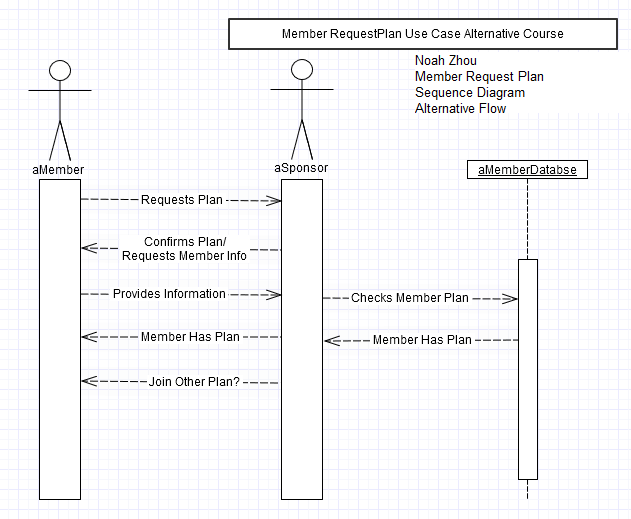 Member RequestPlan Use Case Alternative Course
Noah Zhou
Member Request Plan
Sequence Diagram
Alternative Flow
aMember
aSponsor
aMemberDatabse
Requests Plan
Confirms Plan/
Requests Member Info
Provides Information
Checks Member Plan
Member Has Plan
Member Has Plan
Join Other Plan?